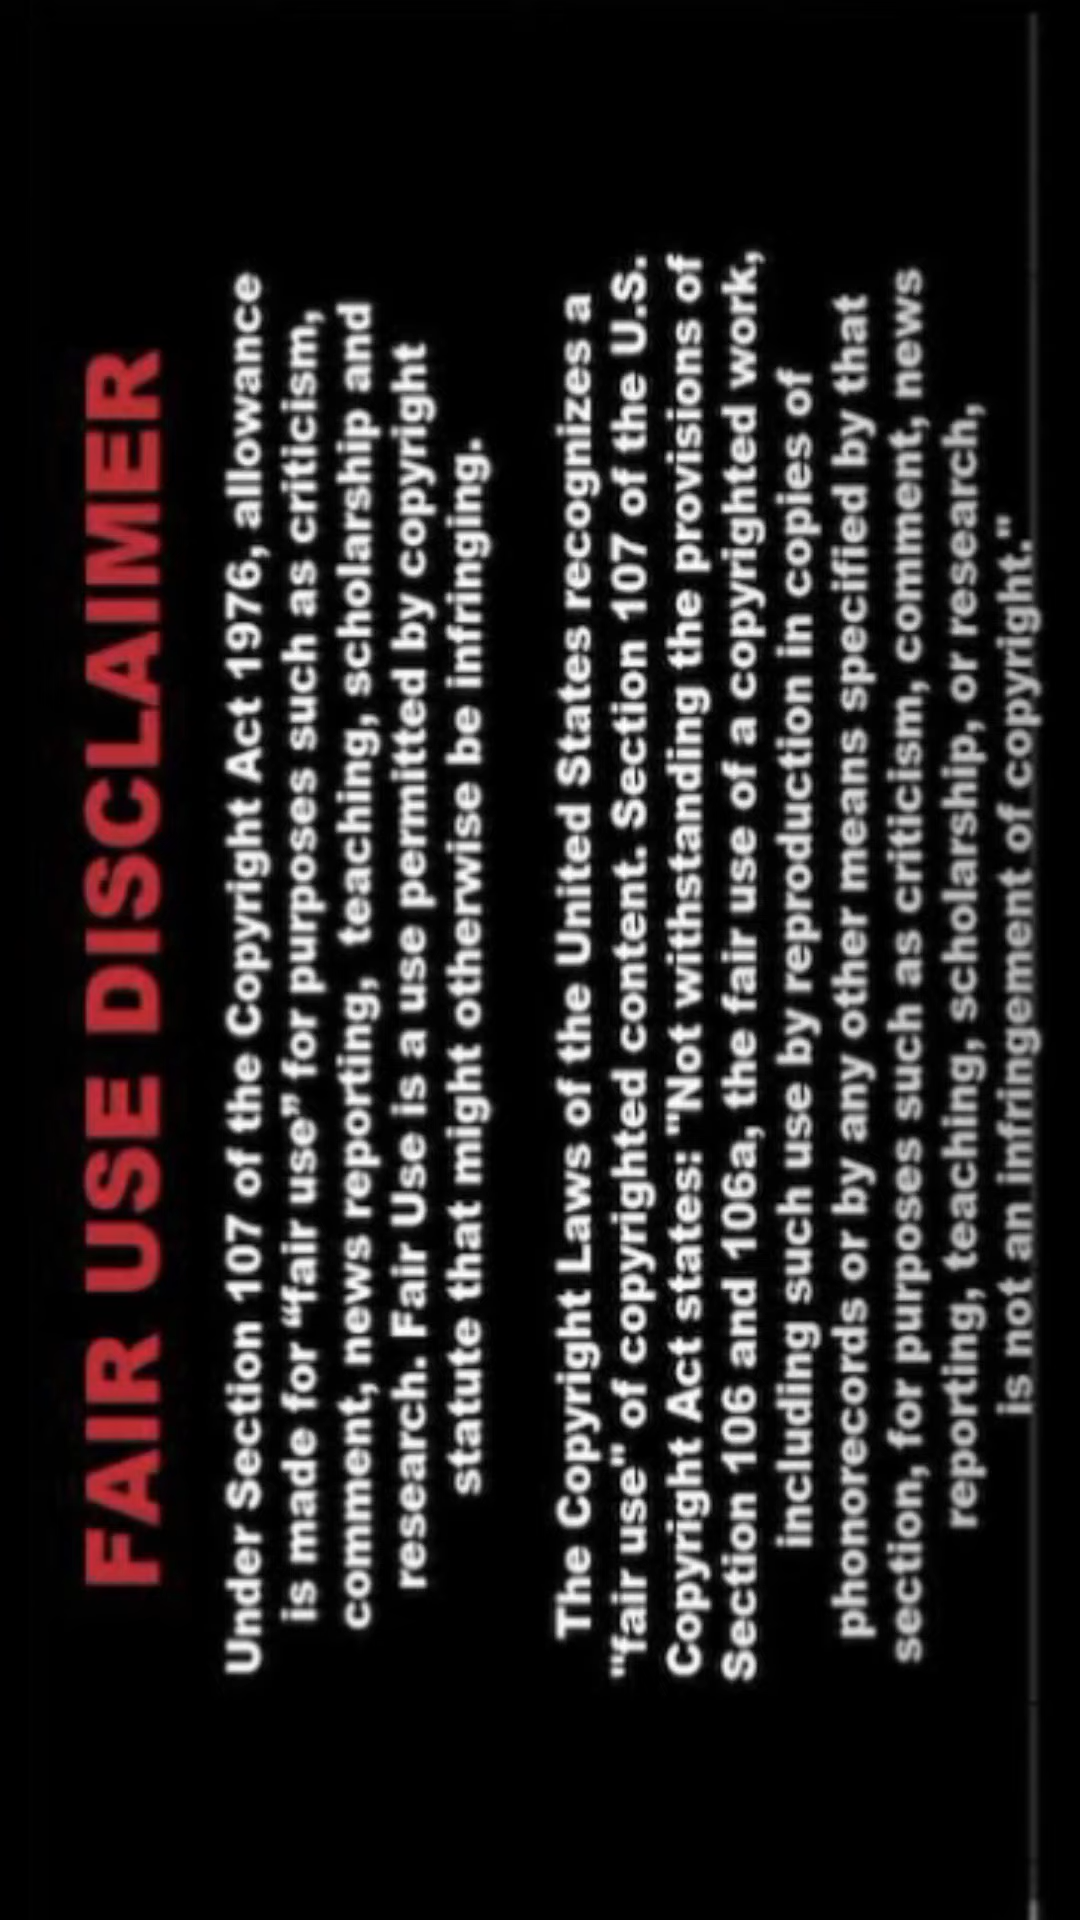 FAIR USE DISCLAIMER
Under Section 107 of the Copyright Act 1976, allowance
is made for “fair use” for purposes such as criticism,
comment, news reporting,  teaching, scholarship and
research. Fair Use is a use permitted by copyright
statute that might otherwise be infringing.
The Copyright Laws of the United States recognizes a
"fair use" of copyrighted content. Section 107 of the U.S.
Copyright Act states: "Not withstanding the provisions of
Section 106 and 106a, the fair use of a copyrighted work,
including such use by reproduction in copies of
phonorecords or by any other means specified by that
section, for purposes such as criticism, comment, news
reporting, teaching, scholarship, or research,
is not an infringement of copyright."